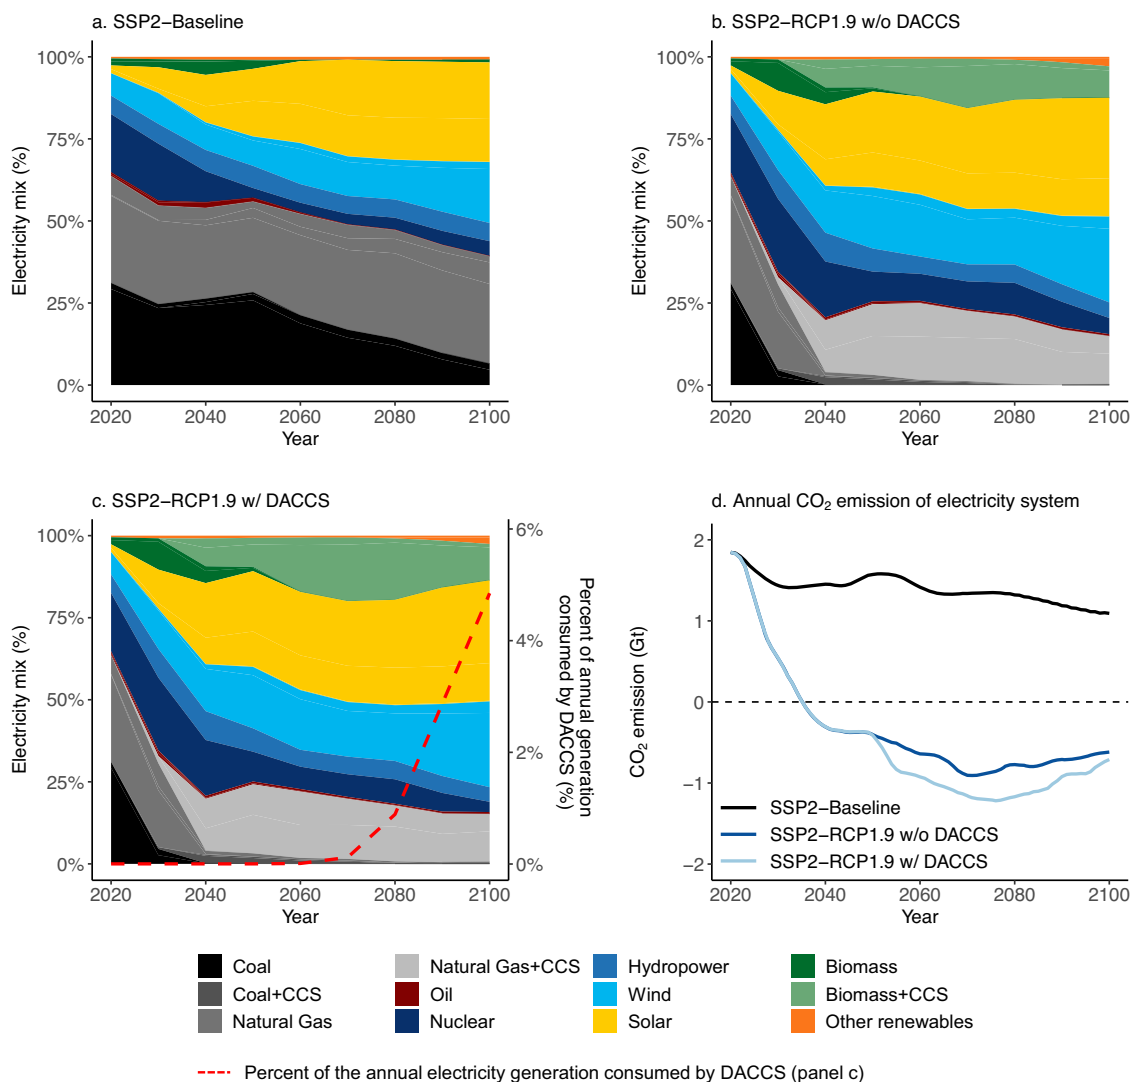 a. SSP2−Baseline
100%
75%
50%
25%
0%
Electricity mix (%)
2020 2040 2060 2080 2100
Year
b. SSP2−RCP1.9 w/o DACCS
100%
75%
50%
25%
0%
Electricity mix (%)
2020 2040 2060 2080 2100
Year
c. SSP2−RCP1.9 w/ DACCS
100%
75%
50%
25%
0%
Electricity mix (%)
6%
4%
2%
0%
Percent of annual generation
consumed by DACCS (%)
2020 2040 2060 2080 2100
Year
d. Annual CO₂ emission of electricity system
2
1
0
−1
−2
CO₂ emission (Gt)
SSP2−Baseline
SSP2−RCP1.9 w/o DACCS
SSP2−RCP1.9 w/ DACCS
2020 2040 2060 2080 2100
Year
Coal
Coal+CCS
Natural Gas
Natural Gas+CCS
Oil
Nuclear
Hydropower
Wind
Solar
Biomass
Biomass+CCS
Other renewables
Percent of the annual electricity generation consumed by DACCS (panel c)